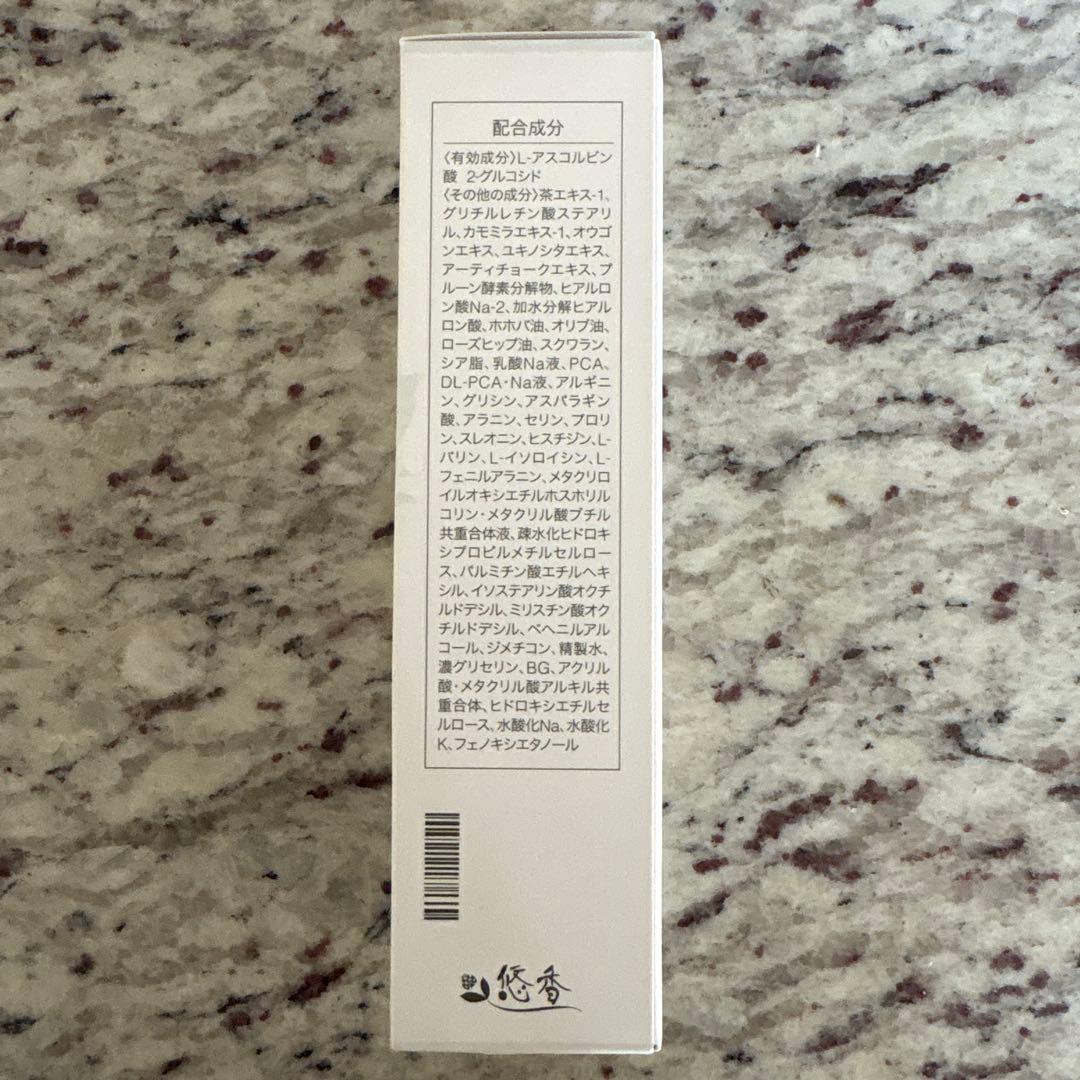 配合成分
〈有効成分〉L-アスコルビン
酸 2-グルコシド
〈その他の成分〉茶エキス-1、
グリチルレチン酸ステアリ
ル、カモミラエキス-1、オウゴ
ンエキス、ユキノシタエキス、
アーティチョークエキス、プ
ルーン酵素分解物、ヒアルロ
ン酸Na-2、加水分解ヒアル
ロン酸、ホホバ油、オリブ油、
ローズヒップ油、スクワラン、
シア脂、乳酸Na液、PCA、
DL-PCA・Na液、アルギニ
ン、グリシン、アスパラギン
酸、アラニン、セリン、プロリ
ン、スレオニン、ヒスチジン、L-
バリン、L-イソロイシン、L-
フェニルアラニン、メタクリロ
イルオキシエチルホスホリル
コリン・メタクリル酸ブチル
共重合体液、疎水化ヒドロキ
シプロピルメチルセルロー
ス、パルミチン酸エチルヘキ
シル、イソステアリン酸オクチ
ルドデシル、ミリスチン酸オク
チルドデシル、ベヘニルアル
コール、ジメチコン、精製水、
濃グリセリン、BG、アクリル
酸・メタクリル酸アルキル共
重合体、ヒドロキシエチルセ
ルロース、水酸化Na、水酸化
K、フェノキシエタノール
悠香